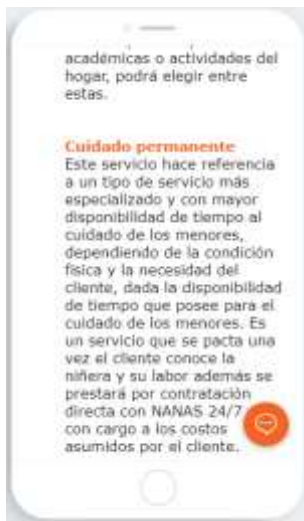 académicas o actividades del
hogar, podrá elegir entre
estas.
Cuidado permanente
Este servicio hace referencia
a un tipo de servicio más
especializado y con mayor
disponibilidad de tiempo al
cuidado de los menores,
dependiendo de la condición
física y la necesidad del
cliente, dada la disponibilidad
de tiempo que posee para el
cuidado de los menores. Es
un servicio que se pacta una
vez el cliente conoce la
niñera y su labor además se
prestará por contratación
directa con NANAS 24/7
con cargo a los costos
asumidos por el cliente.